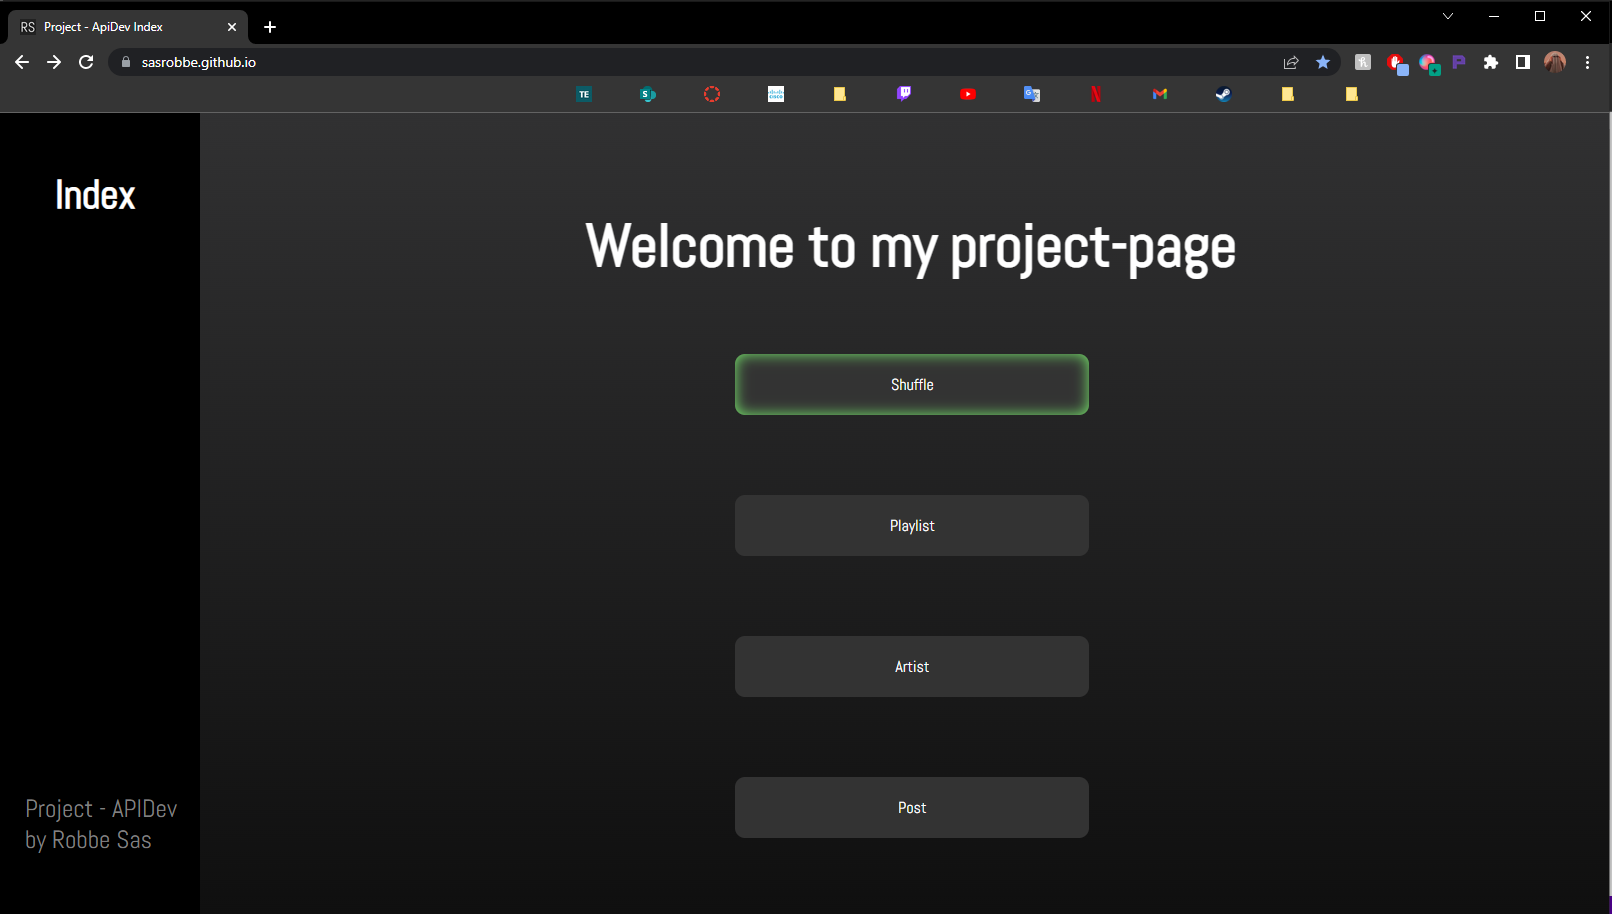 RS Project - ApiDev Index
sasrobbe.github.io
TE
S
Index
Welcome to my project-page
Shuffle
Playlist
Artist
Post
Project - APIDev
by Robbe Sas